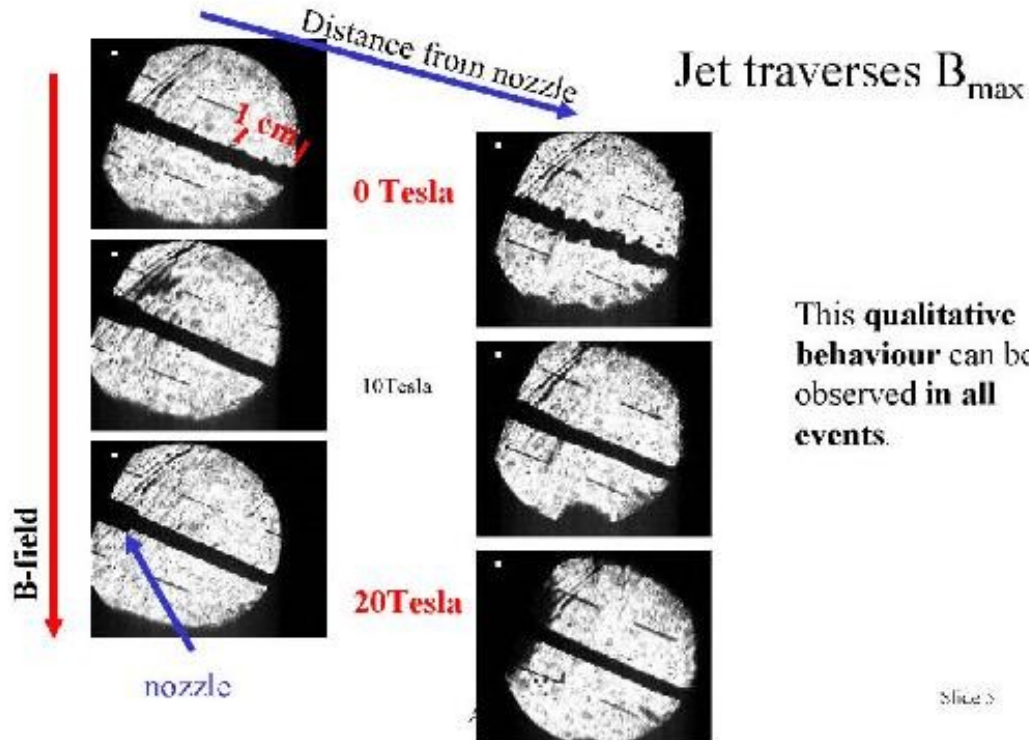 Distance from nozzle
Jet traverses Bmax
1 cm
0 Tesla
10Tesla
20Tesla
B-field
nozzle
This qualitative
behaviour can be
observed in all
events.